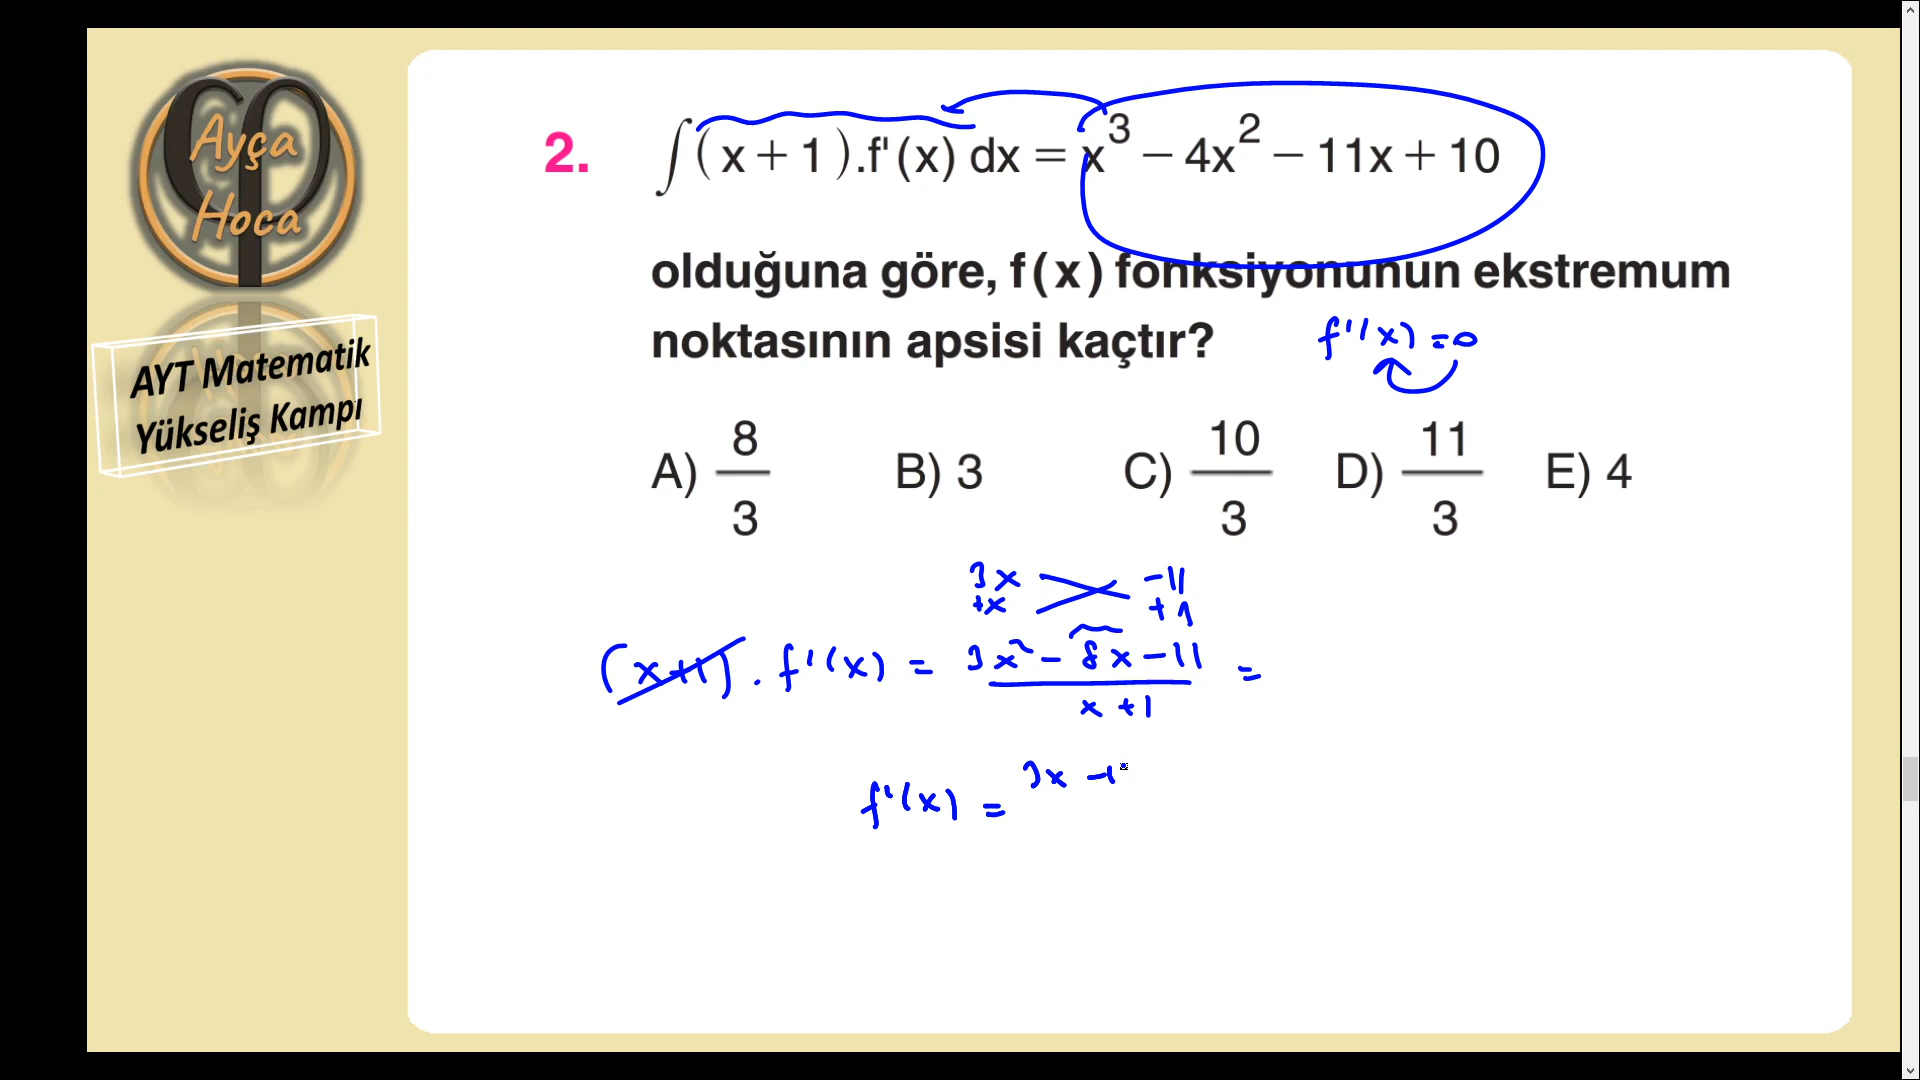 Ayça
Hoca
AYT Matematik
Yükseliş Kampı
2. ∫(x+1).f'(x) dx = x³ − 4x² − 11x + 10
olduğuna göre, f(x) fonksiyonunun ekstremum
noktasının apsisi kaçtır?
f'(x) = 0
A) 8/3 B) 3 C) 10/3 D) 11/3 E) 4
3x -11
+x +1
(x+1) . f'(x) = 3x² - 8x - 11 =
x + 1
f'(x) = 3x